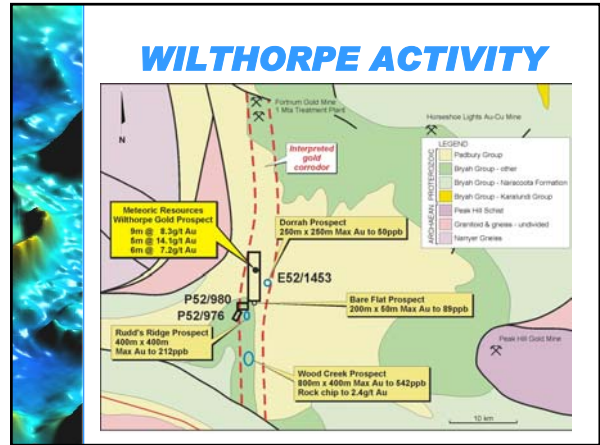 WILTHORPE ACTIVITY
N
Fortnum Gold Mine
1 Mta Treatment Plant
Horseshoe Lights Au-Cu Mine
Interpreted
gold
corrodor
LEGEND
PROTEROZOIC
ARCHAEAN
Padbury Group
Bryah Group - other
Bryah Group - Narracoota Formation
Bryah Group - Karalundi Group
Peak Hill Schist
Granitoid & gneiss - undivided
Narryer Gneiss
Meteoric Resources
Wilthorpe Gold Prospect
9m @ 8.3g/t Au
5m @ 14.1g/t Au
6m @ 7.2g/t Au
Dorrah Prospect
250m x 250m Max Au to 50ppb
E52/1453
P52/980
P52/976
Bare Flat Prospect
200m x 50m Max Au to 89ppb
Rudd's Ridge Prospect
400m x 400m
Max Au to 212ppb
Peak Hill Gold Mine
Wood Creek Prospect
800m x 400m Max Au to 542ppb
Rock chip to 2.4g/t Au
10 km